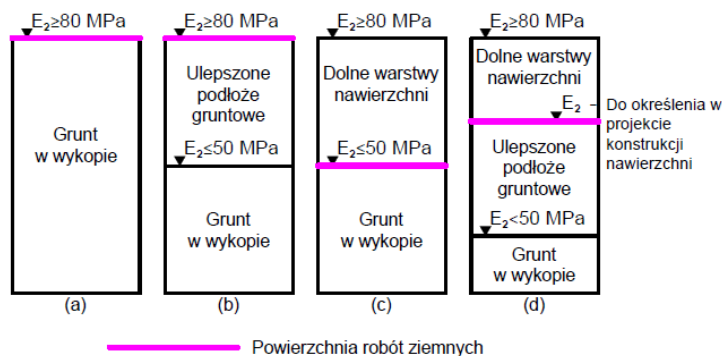 E₂≥80 MPa
Grunt
w wykopie
(a)
E₂≥80 MPa
Ulepszone
podłoże
gruntowe
E₂≤50 MPa
Grunt
w wykopie
(b)
E₂≥80 MPa
Dolne warstwy
nawierzchni
E₂≤50 MPa
Grunt
w wykopie
(c)
E₂≥80 MPa
Dolne warstwy
nawierzchni
E₂ - Do określenia w
projekcie
konstrukcji
nawierzchni
Ulepszone
podłoże
gruntowe
E₂<50 MPa
Grunt
w wykopie
(d)
Powierzchnia robót ziemnych